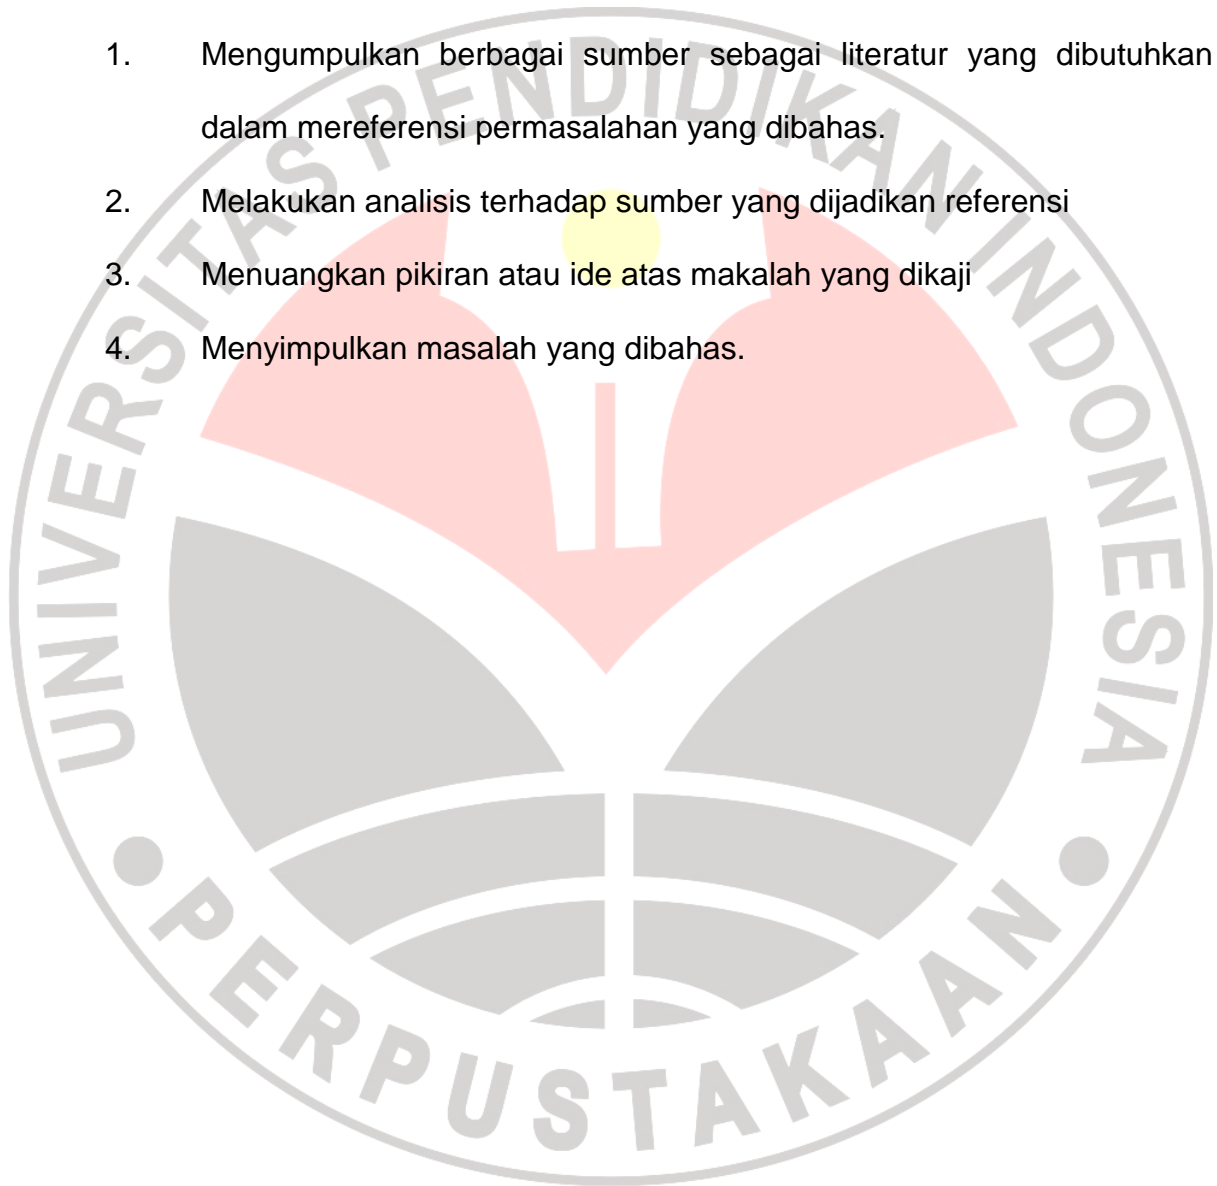 1. Mengumpulkan berbagai sumber sebagai literatur yang dibutuhkan
dalam mereferensi permasalahan yang dibahas.
2. Melakukan analisis terhadap sumber yang dijadikan referensi
3. Menuangkan pikiran atau ide atas makalah yang dikaji
4. Menyimpulkan masalah yang dibahas.
UNIVERSITAS PENDIDIKAN INDONESIA
PERPUSTAKAAN